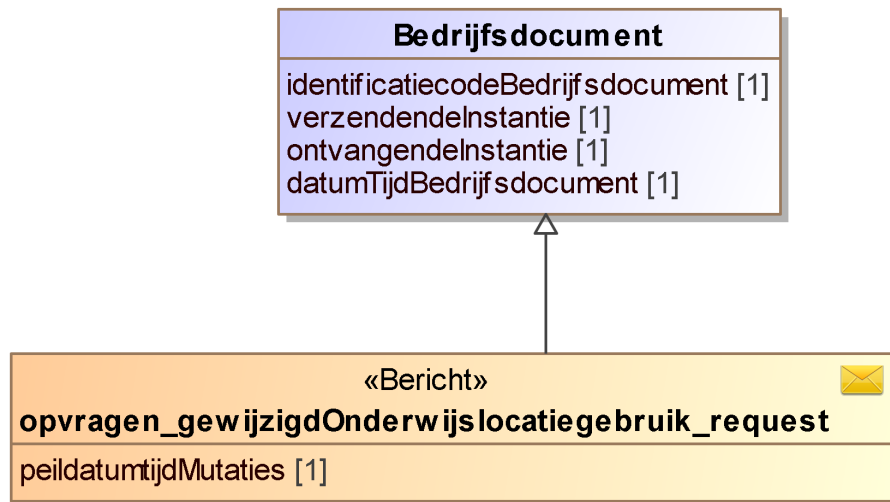 Bedrijfsdocument
identificatiecodeBedrijfsdocument [1]
verzendendeInstantie [1]
ontvangendeInstantie [1]
datumTijdBedrijfsdocument [1]
«Bericht»
opvragen_gewijzigdOnderwijslocatiegebruik_request
peildatumtijdMutaties [1]